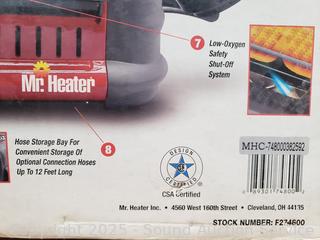 7
Low-Oxygen
Safety
Shut-Off
System
Mr. Heater
8
Hose Storage Bay For
Convenient Storage Of
Optional Connection Hoses
Up To 12 Feet Long
DESIGN
CERTIFIED
CSA Certified
MHC-748000382592
Mr. Heater Inc. • 4560 West 160th Street • Cleveland, OH 44135
STOCK NUMBER: F274800